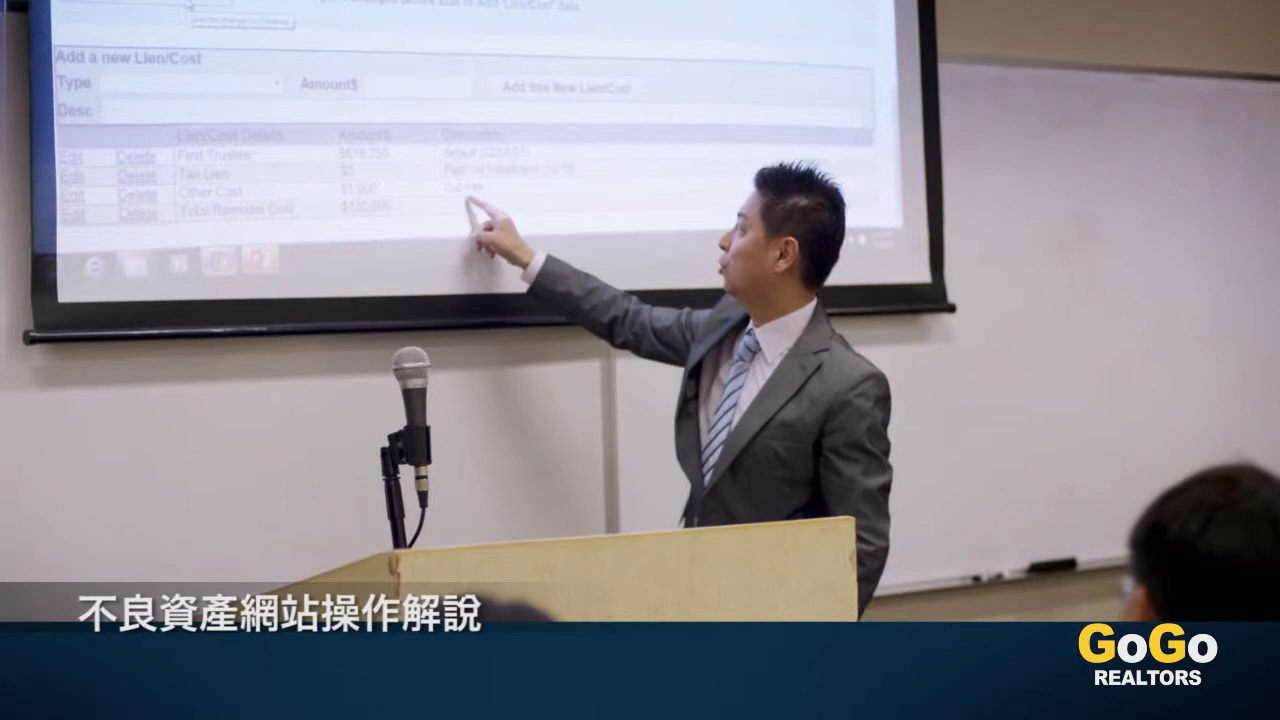 Add a new Lien/Cost
Type Amount$ Add this New Lien/Cost
Desc
Lien/Cost Details Amount$ Description
Edit Delete First Trustee $616,250
Edit Delete Tax Lien $0
Edit Delete Other Cost $1,000
Edit Delete Total Remodel Cost $120,000
不良資產網站操作解說
GoGo
REALTORS